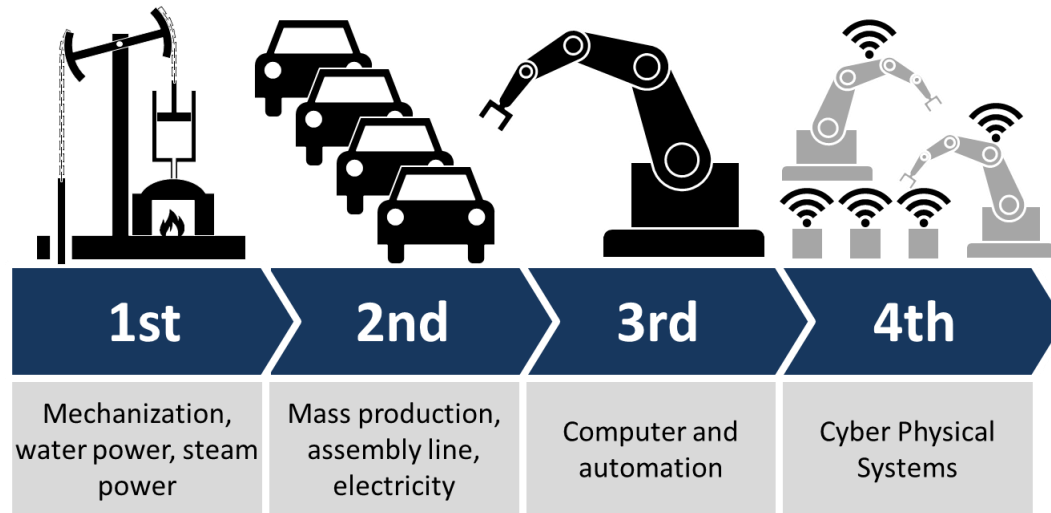 1st
2nd
3rd
4th
Mechanization,
water power, steam
power
Mass production,
assembly line,
electricity
Computer and
automation
Cyber Physical
Systems